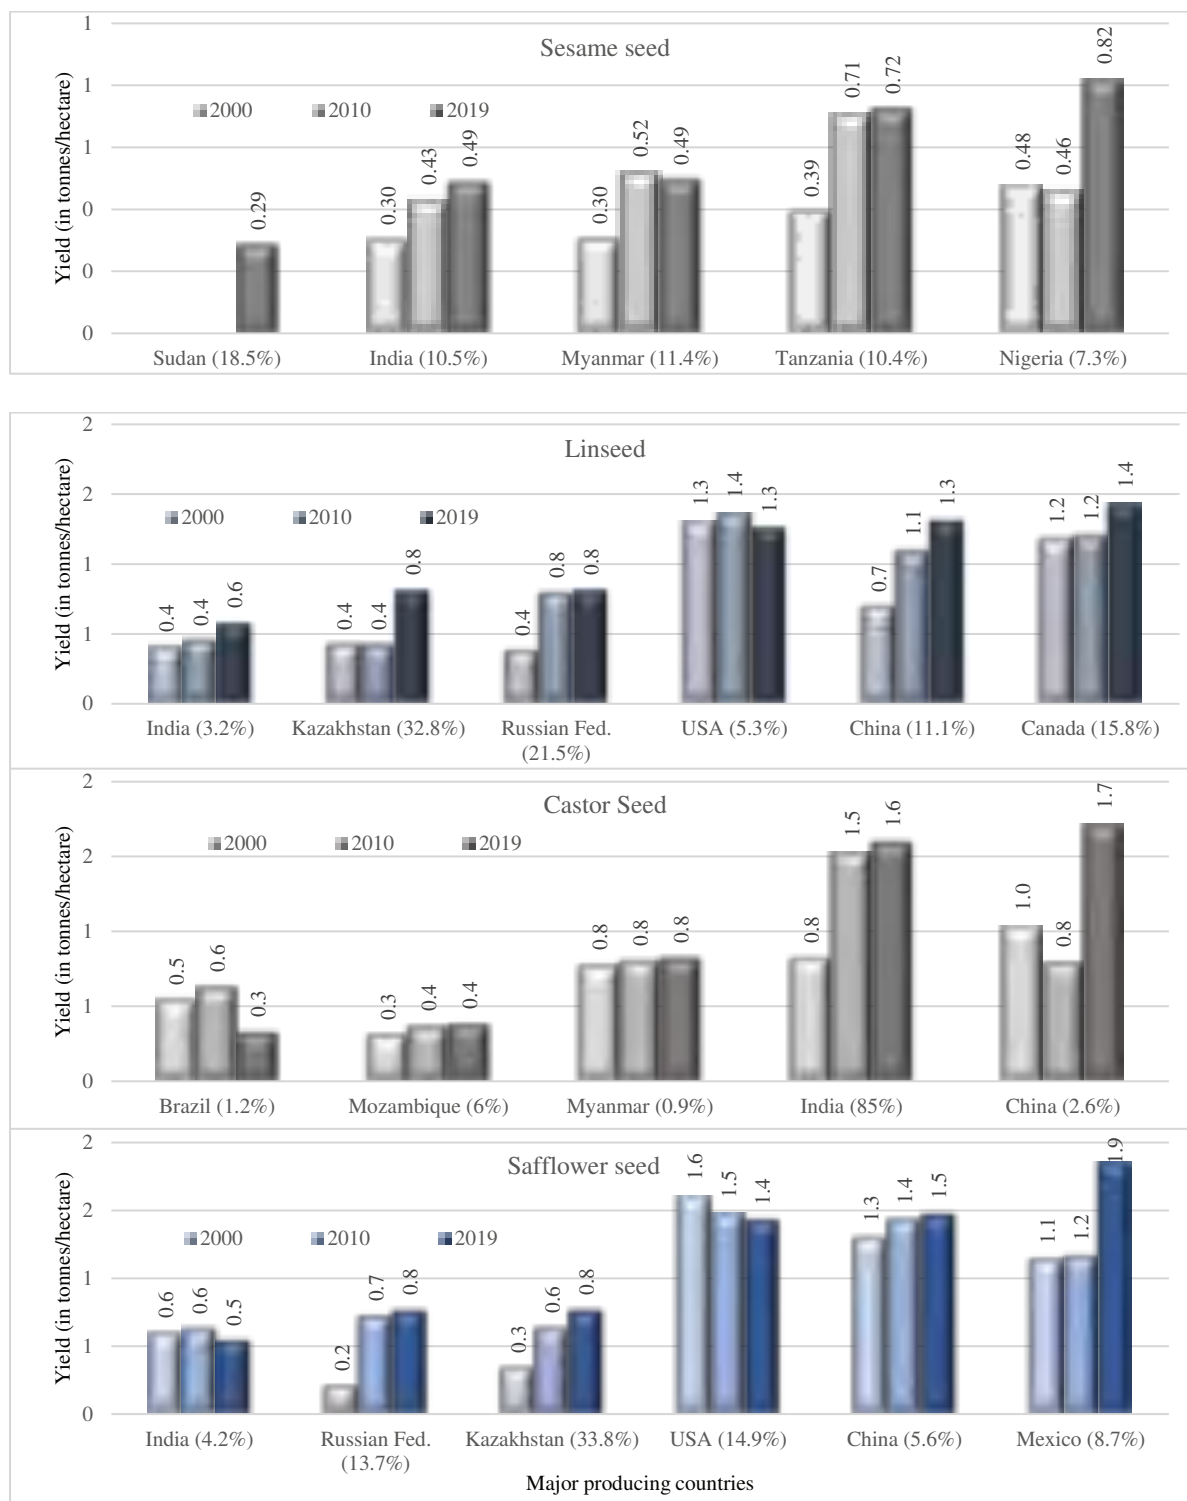 Sesame seed
Yield (in tonnes/hectare)
1
1
1
0
0
0
2000 2010 2019
0.29
0.30 0.43 0.49
0.30 0.52 0.49
0.39 0.71 0.72
0.48 0.46 0.82
Sudan (18.5%) India (10.5%) Myanmar (11.4%) Tanzania (10.4%) Nigeria (7.3%)
Linseed
Yield (in tonnes/hectare)
2
2
1
1
0
2000 2010 2019
0.4 0.4 0.6
0.4 0.4 0.8
0.4 0.8 0.8
1.3 1.4 1.3
0.7 1.1 1.3
1.2 1.2 1.4
India (3.2%) Kazakhstan (32.8%) Russian Fed. USA (5.3%) China (11.1%) Canada (15.8%)
(21.5%)
Castor Seed
Yield (in tonnes/hectare)
2
2
1
1
0
2000 2010 2019
0.5 0.6 0.3
0.3 0.4 0.4
0.8 0.8 0.8
0.8 1.5 1.6
1.0 0.8 1.7
Brazil (1.2%) Mozambique (6%) Myanmar (0.9%) India (85%) China (2.6%)
Safflower seed
Yield (in tonnes/hectare)
2
2
1
1
0
2000 2010 2019
0.6 0.6 0.5
0.2 0.7 0.8
0.3 0.6 0.8
1.6 1.5 1.4
1.3 1.4 1.5
1.1 1.2 1.9
India (4.2%) Russian Fed. Kazakhstan (33.8%) USA (14.9%) China (5.6%) Mexico (8.7%)
(13.7%)
Major producing countries